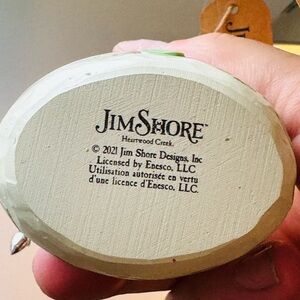 JIM SHORE™
Heartwood Creek.
© 2021 Jim Shore Designs, Inc
Licensed by Enesco, LLC
Utilisation autorisée en vertu
d'une licence d'Enesco, LLC.